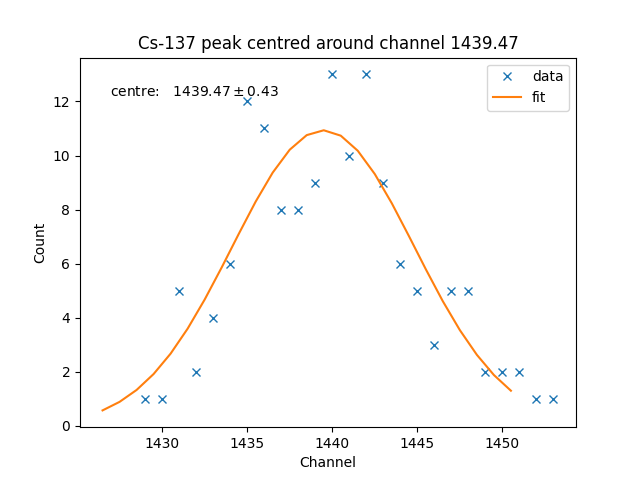 Cs-137 peak centred around channel 1439.47
centre: 1439.47±0.43
data
fit
12
10
8
6
4
2
0
Count
1430 1435 1440 1445 1450
Channel